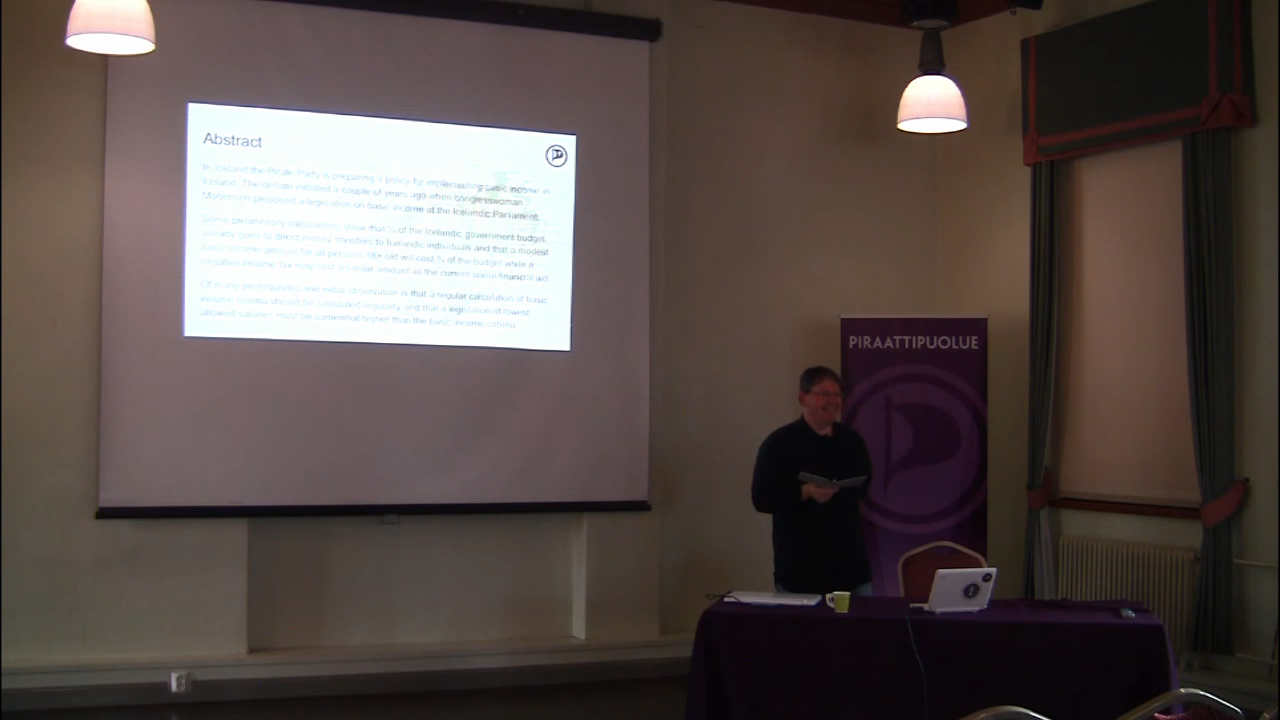 Abstract
In Iceland the Pirate Party is preparing a policy for implementing basic income in
Iceland. The debate initiated a couple of years ago when congresswoman
Mogensen proposed a legislation on basic income at the Icelandic Parliament.
Some preliminary calculations show that of the Icelandic government budget
already goes to direct money transfers to Icelandic individuals and that a modest
basic income amount for all persons 18+ old will cost of the budget while a
negative income tax may cost a similar amount as the current social financial aid.
Of many prerequisites one initial observation is that a regular calculation of basic
income criteria should be calculated regularly and that a legislation of lowest
allowed salaries must be somewhat higher than the basic income criteria.
PIRAATTIPUOLUE